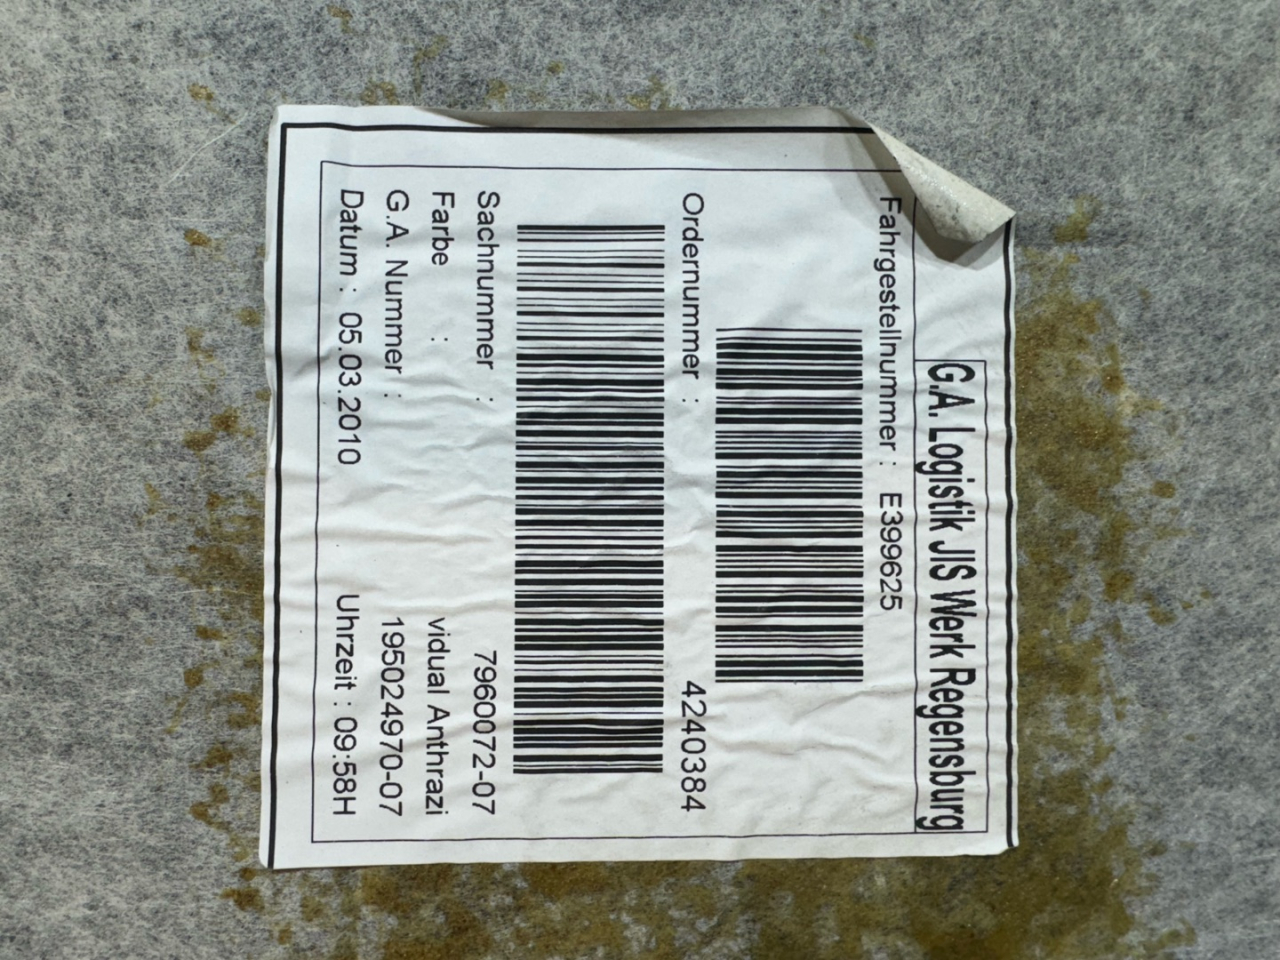 G.A. Logistik JIS Werk Regensburg
Fahrgestellnummer : E399625
Ordernummer : 4240384
Sachnummer : 7960072-07
Farbe : vidual Anthrazi
G.A. Nummer : 195024970-07
Datum : 05.03.2010 Uhrzeit : 09:58H